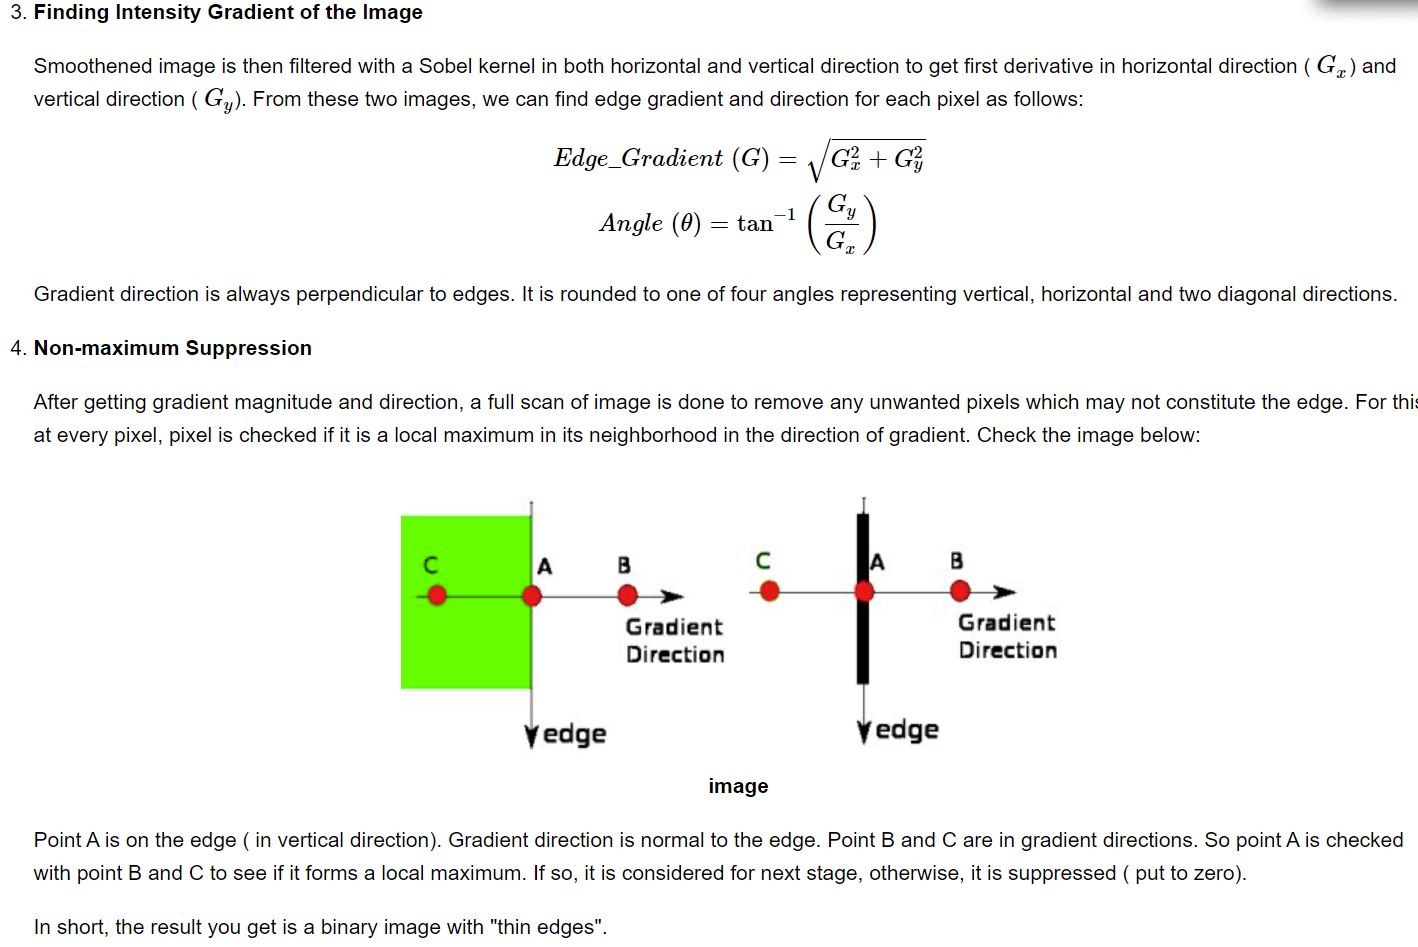 3. Finding Intensity Gradient of the Image
Smoothened image is then filtered with a Sobel kernel in both horizontal and vertical direction to get first derivative in horizontal direction ( Gₓ) and
vertical direction ( G_y). From these two images, we can find edge gradient and direction for each pixel as follows:
Edge_Gradient (G) = √(G_x^2 + G_y^2)
Angle (θ) = tan^−1 (G_y/G_x)
Gradient direction is always perpendicular to edges. It is rounded to one of four angles representing vertical, horizontal and two diagonal directions.
4. Non-maximum Suppression
After getting gradient magnitude and direction, a full scan of image is done to remove any unwanted pixels which may not constitute the edge. For this
at every pixel, pixel is checked if it is a local maximum in its neighborhood in the direction of gradient. Check the image below:
C A B
Gradient
Direction
edge
C A B
Gradient
Direction
edge
image
Point A is on the edge ( in vertical direction). Gradient direction is normal to the edge. Point B and C are in gradient directions. So point A is checked
with point B and C to see if it forms a local maximum. If so, it is considered for next stage, otherwise, it is suppressed ( put to zero).
In short, the result you get is a binary image with "thin edges".